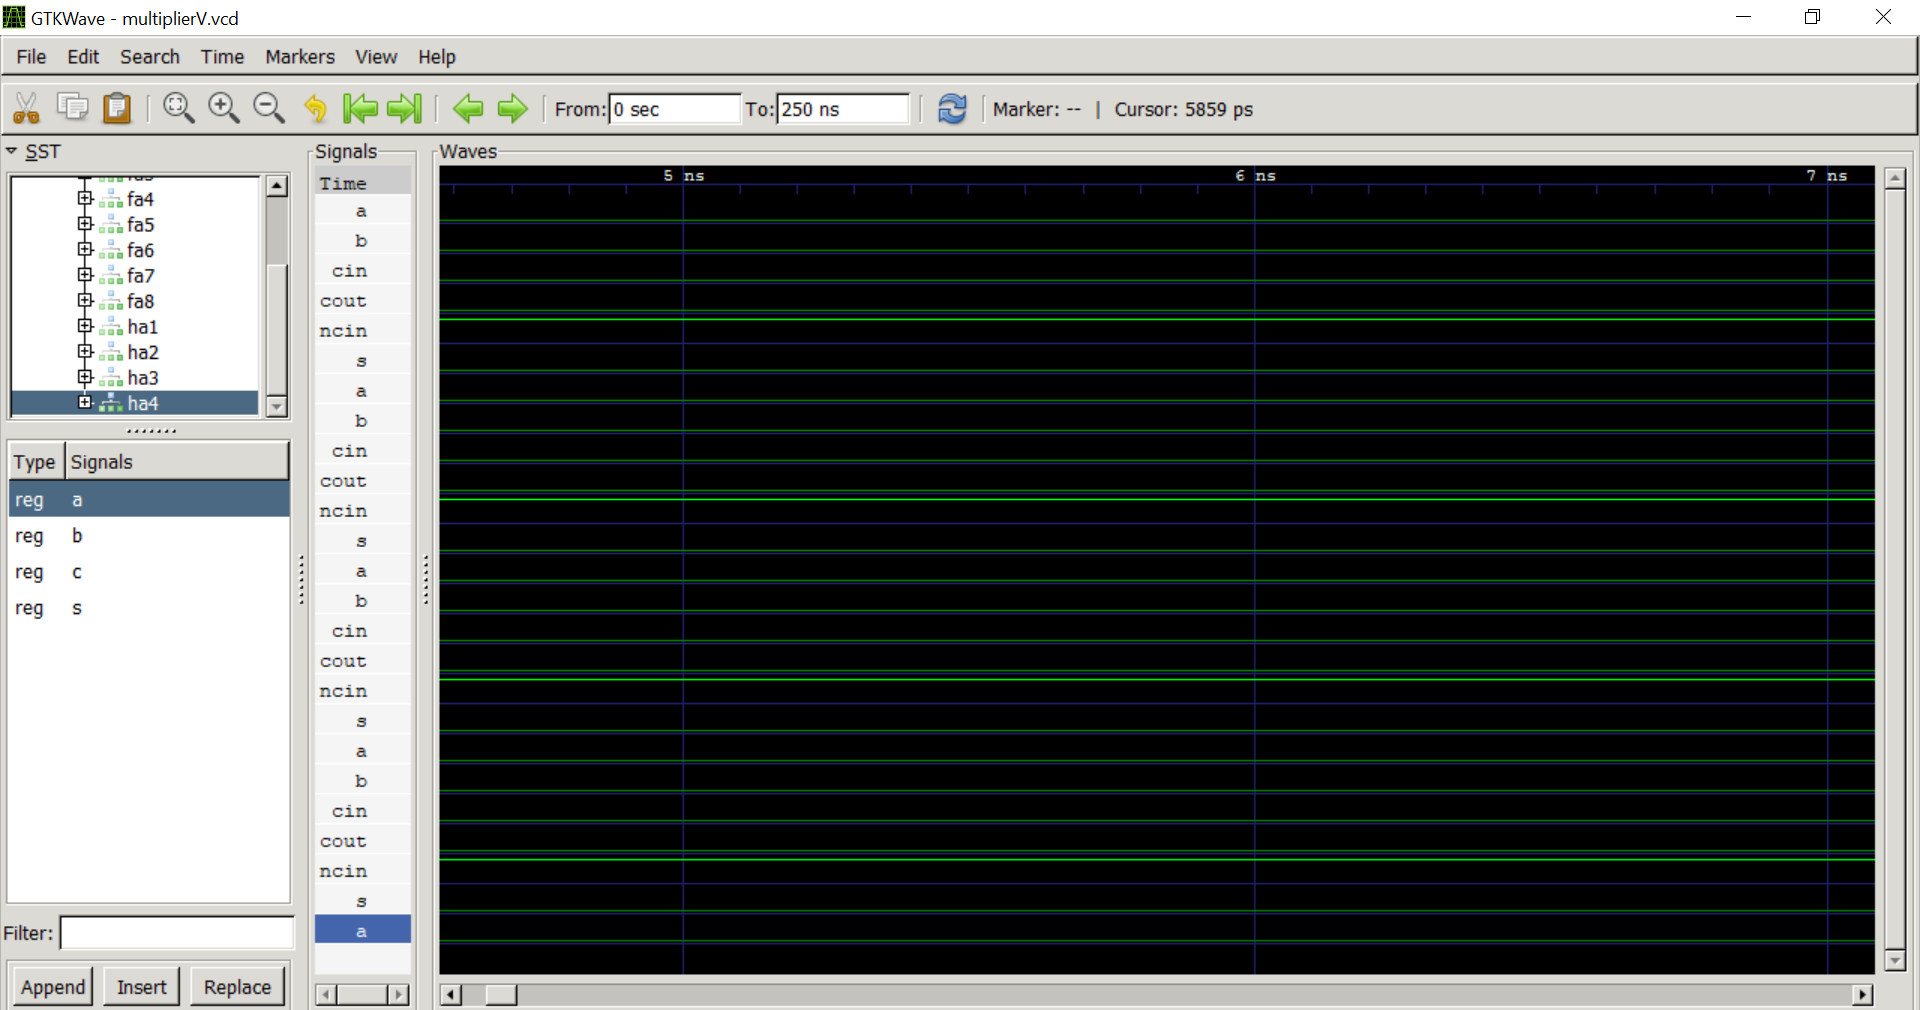 GTKWave - multiplierV.vcd
File Edit Search Time Markers View Help
From: 0 sec To: 250 ns Marker: -- | Cursor: 5859 ps
SST
fa4
fa5
fa6
fa7
fa8
ha1
ha2
ha3
ha4
Type Signals
reg a
reg b
reg c
reg s
Filter:
Append Insert Replace
Signals
Time
a
b
cin
cout
ncin
s
a
b
cin
cout
ncin
s
a
b
cin
cout
ncin
s
a
b
cin
cout
ncin
s
a
Waves
5 ns 6 ns 7 ns